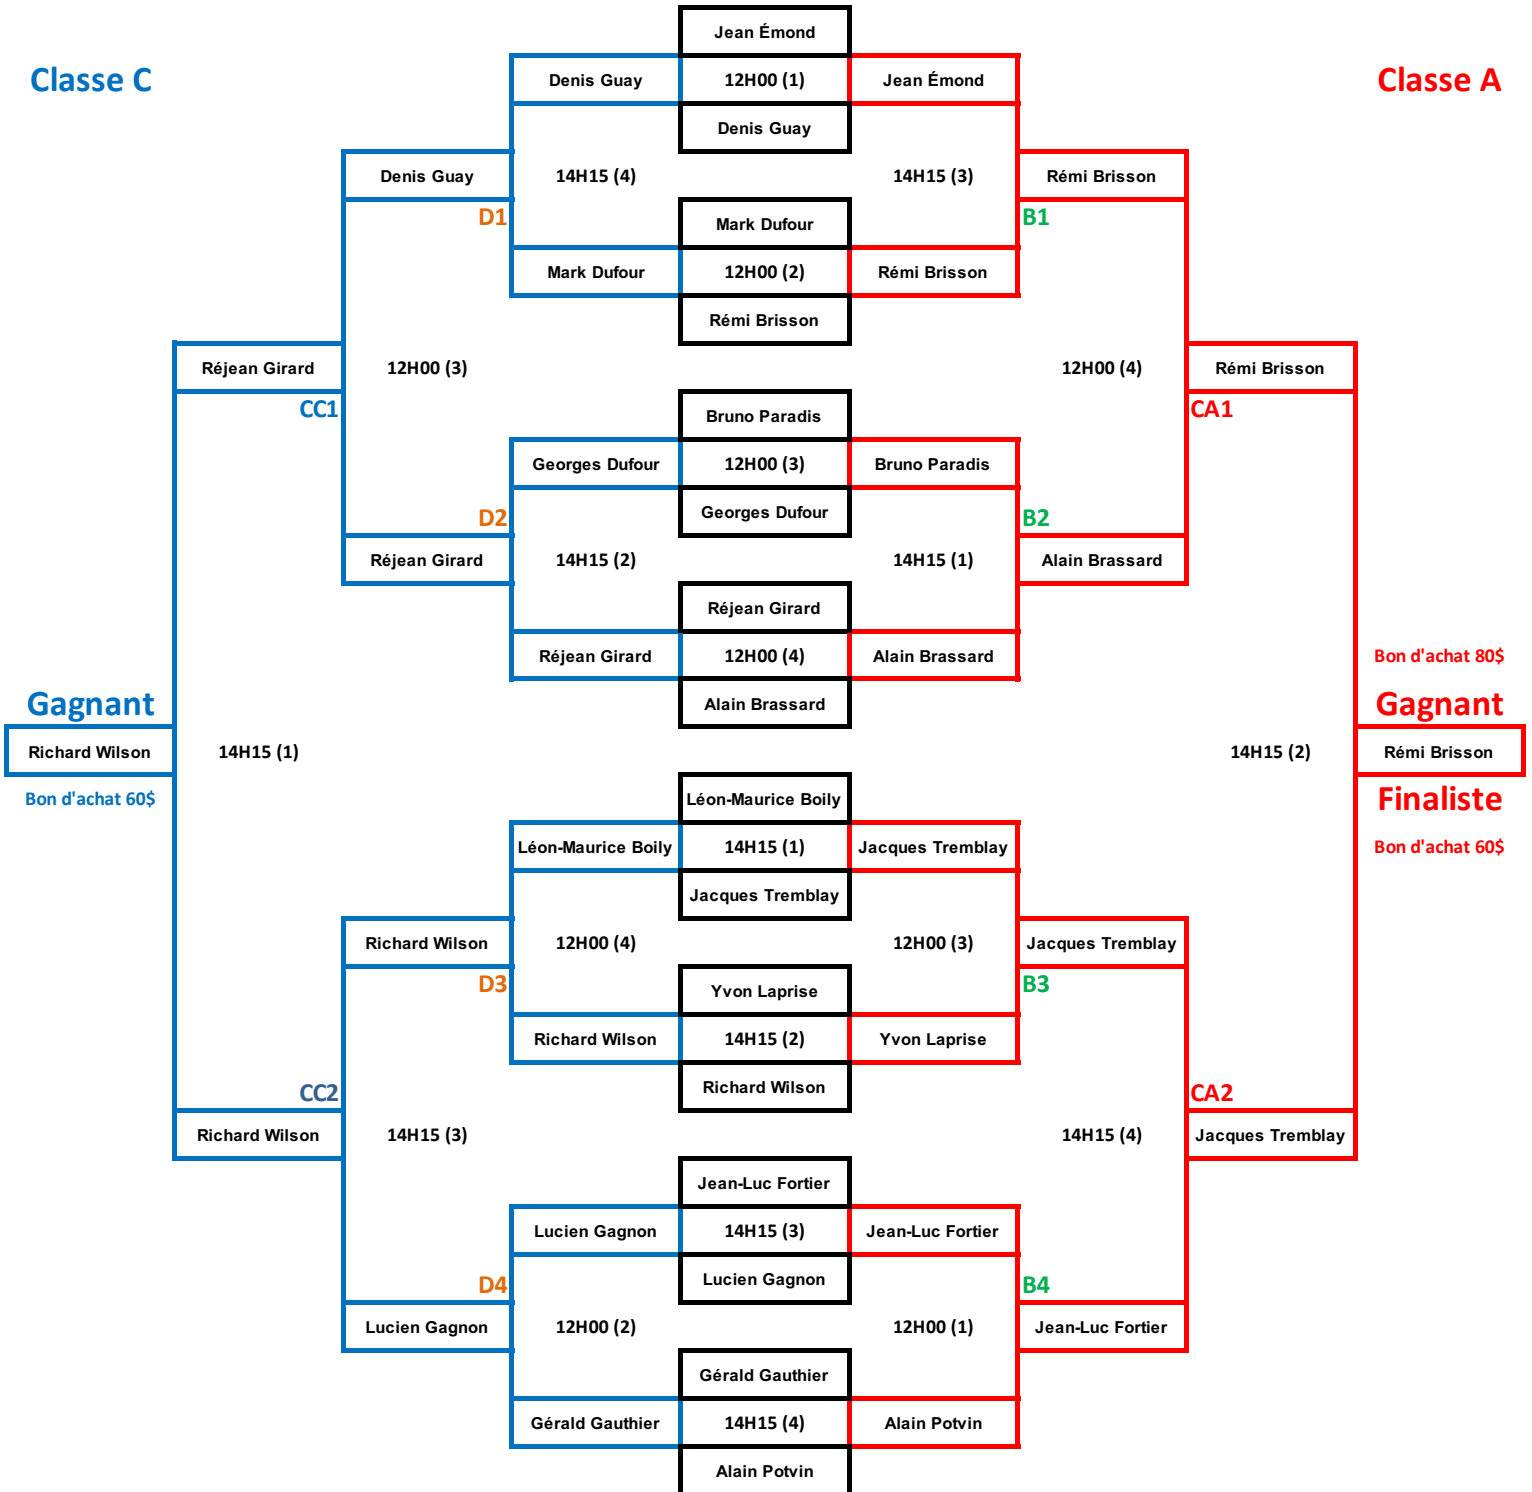 Jean Émond
Classe C
Denis Guay
12H00 (1)
Jean Émond
Classe A
Denis Guay
Denis Guay
14H15 (4)
14H15 (3)
Rémi Brisson
D1
Mark Dufour
B1
Mark Dufour
12H00 (2)
Rémi Brisson
Rémi Brisson
Réjean Girard
12H00 (3)
12H00 (4)
Rémi Brisson
CC1
Bruno Paradis
CA1
Georges Dufour
12H00 (3)
Bruno Paradis
D2
Georges Dufour
B2
Réjean Girard
14H15 (2)
14H15 (1)
Alain Brassard
Réjean Girard
Réjean Girard
12H00 (4)
Alain Brassard
Bon d'achat 80$
Gagnant
Alain Brassard
Gagnant
Richard Wilson
14H15 (1)
14H15 (2)
Rémi Brisson
Bon d'achat 60$
Léon-Maurice Boily
Finaliste
Léon-Maurice Boily
14H15 (1)
Jacques Tremblay
Bon d'achat 60$
Jacques Tremblay
Richard Wilson
12H00 (4)
12H00 (3)
Jacques Tremblay
D3
Yvon Laprise
B3
Richard Wilson
14H15 (2)
Yvon Laprise
CC2
Richard Wilson
CA2
Richard Wilson
14H15 (3)
14H15 (4)
Jacques Tremblay
Jean-Luc Fortier
Lucien Gagnon
14H15 (3)
Jean-Luc Fortier
D4
Lucien Gagnon
B4
Lucien Gagnon
12H00 (2)
12H00 (1)
Jean-Luc Fortier
Gérald Gauthier
Gérald Gauthier
14H15 (4)
Alain Potvin
Alain Potvin